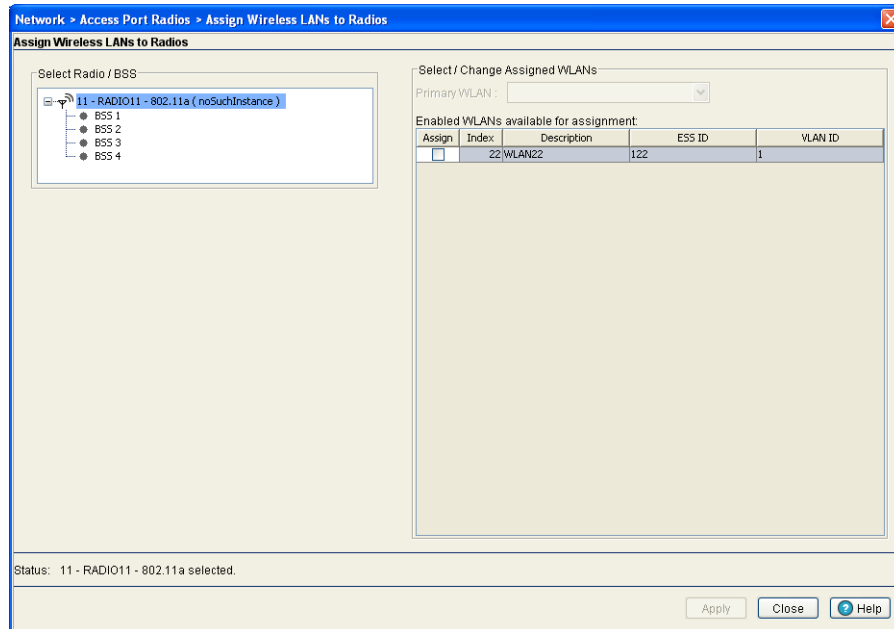 Network > Access Port Radios > Assign Wireless LANs to Radios
Assign Wireless LANs to Radios
Select Radio / BSS
11 - RADIO11 - 802.11a ( noSuchInstance )
BSS 1
BSS 2
BSS 3
BSS 4
Select / Change Assigned WLANs
Primary WLAN :
Enabled WLANs available for assignment:
Assign Index Description ESS ID VLAN ID
22 WLAN22 122 1
Status: 11 - RADIO11 - 802.11a selected.
Apply Close ? Help